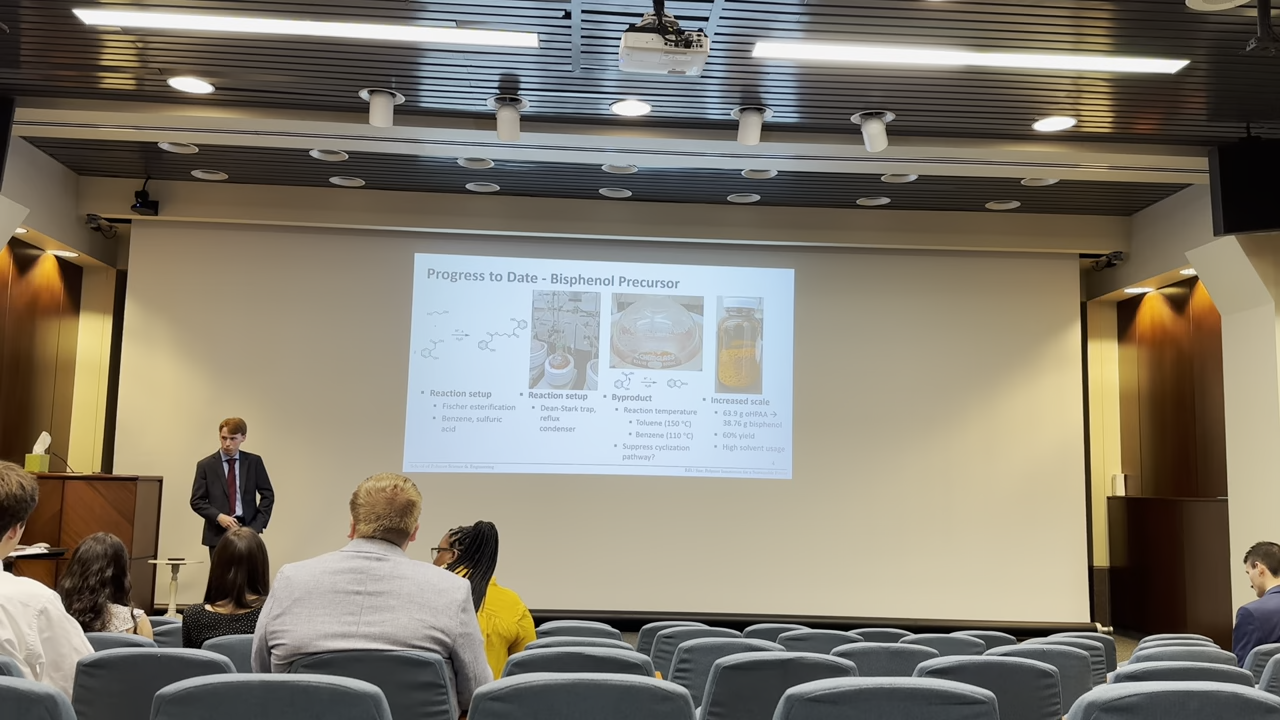 Progress to Date - Bisphenol Precursor
▪ Reaction setup
▪ Fischer esterification
▪ Benzene, sulfuric
acid
▪ Reaction setup
▪ Dean-Stark trap,
reflux
condenser
▪ Byproduct
▪ Reaction temperature
▪ Toluene (150 °C)
▪ Benzene (110 °C)
▪ Suppress cyclization
pathway?
▪ Increased scale
▪ 63.9 g oHPAA →
38.76 g bisphenol
▪ 60% yield
▪ High solvent usage